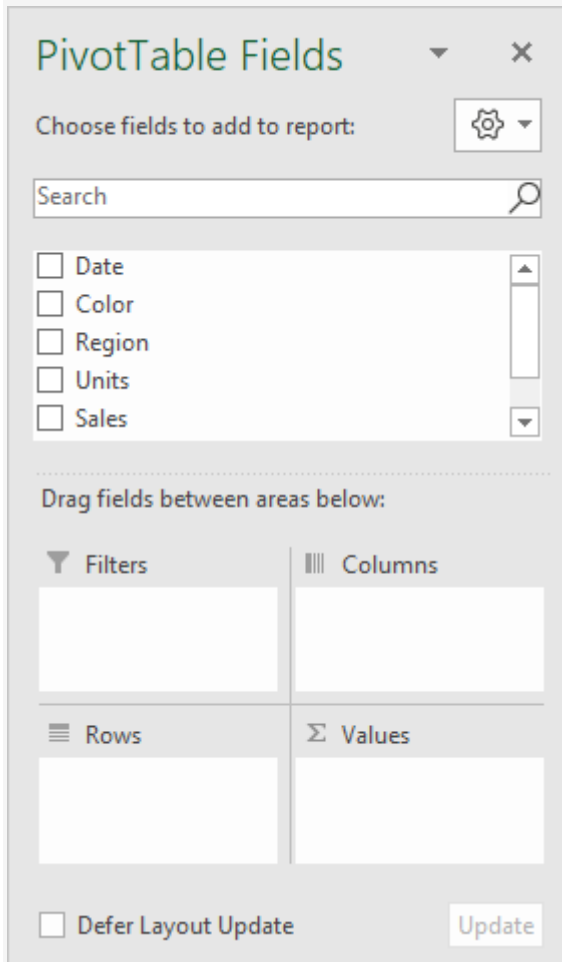 PivotTable Fields
Choose fields to add to report:
Search
Date
Color
Region
Units
Sales
Drag fields between areas below:
Filters
Columns
Rows
Σ Values
Defer Layout Update
Update